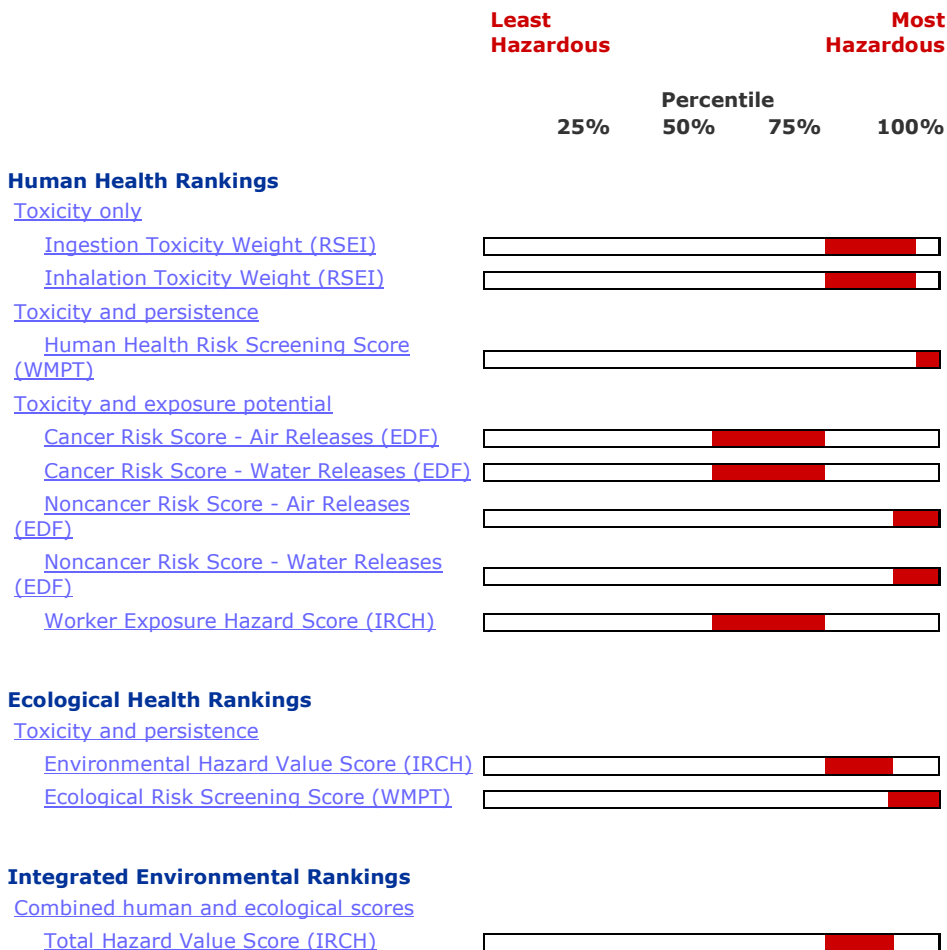 Least Most
Hazardous Hazardous
Percentile
25% 50% 75% 100%
Human Health Rankings
Toxicity only
Ingestion Toxicity Weight (RSEI)
Inhalation Toxicity Weight (RSEI)
Toxicity and persistence
Human Health Risk Screening Score
(WMPT)
Toxicity and exposure potential
Cancer Risk Score - Air Releases (EDF)
Cancer Risk Score - Water Releases (EDF)
Noncancer Risk Score - Air Releases
(EDF)
Noncancer Risk Score - Water Releases
(EDF)
Worker Exposure Hazard Score (IRCH)
Ecological Health Rankings
Toxicity and persistence
Environmental Hazard Value Score (IRCH)
Ecological Risk Screening Score (WMPT)
Integrated Environmental Rankings
Combined human and ecological scores
Total Hazard Value Score (IRCH)